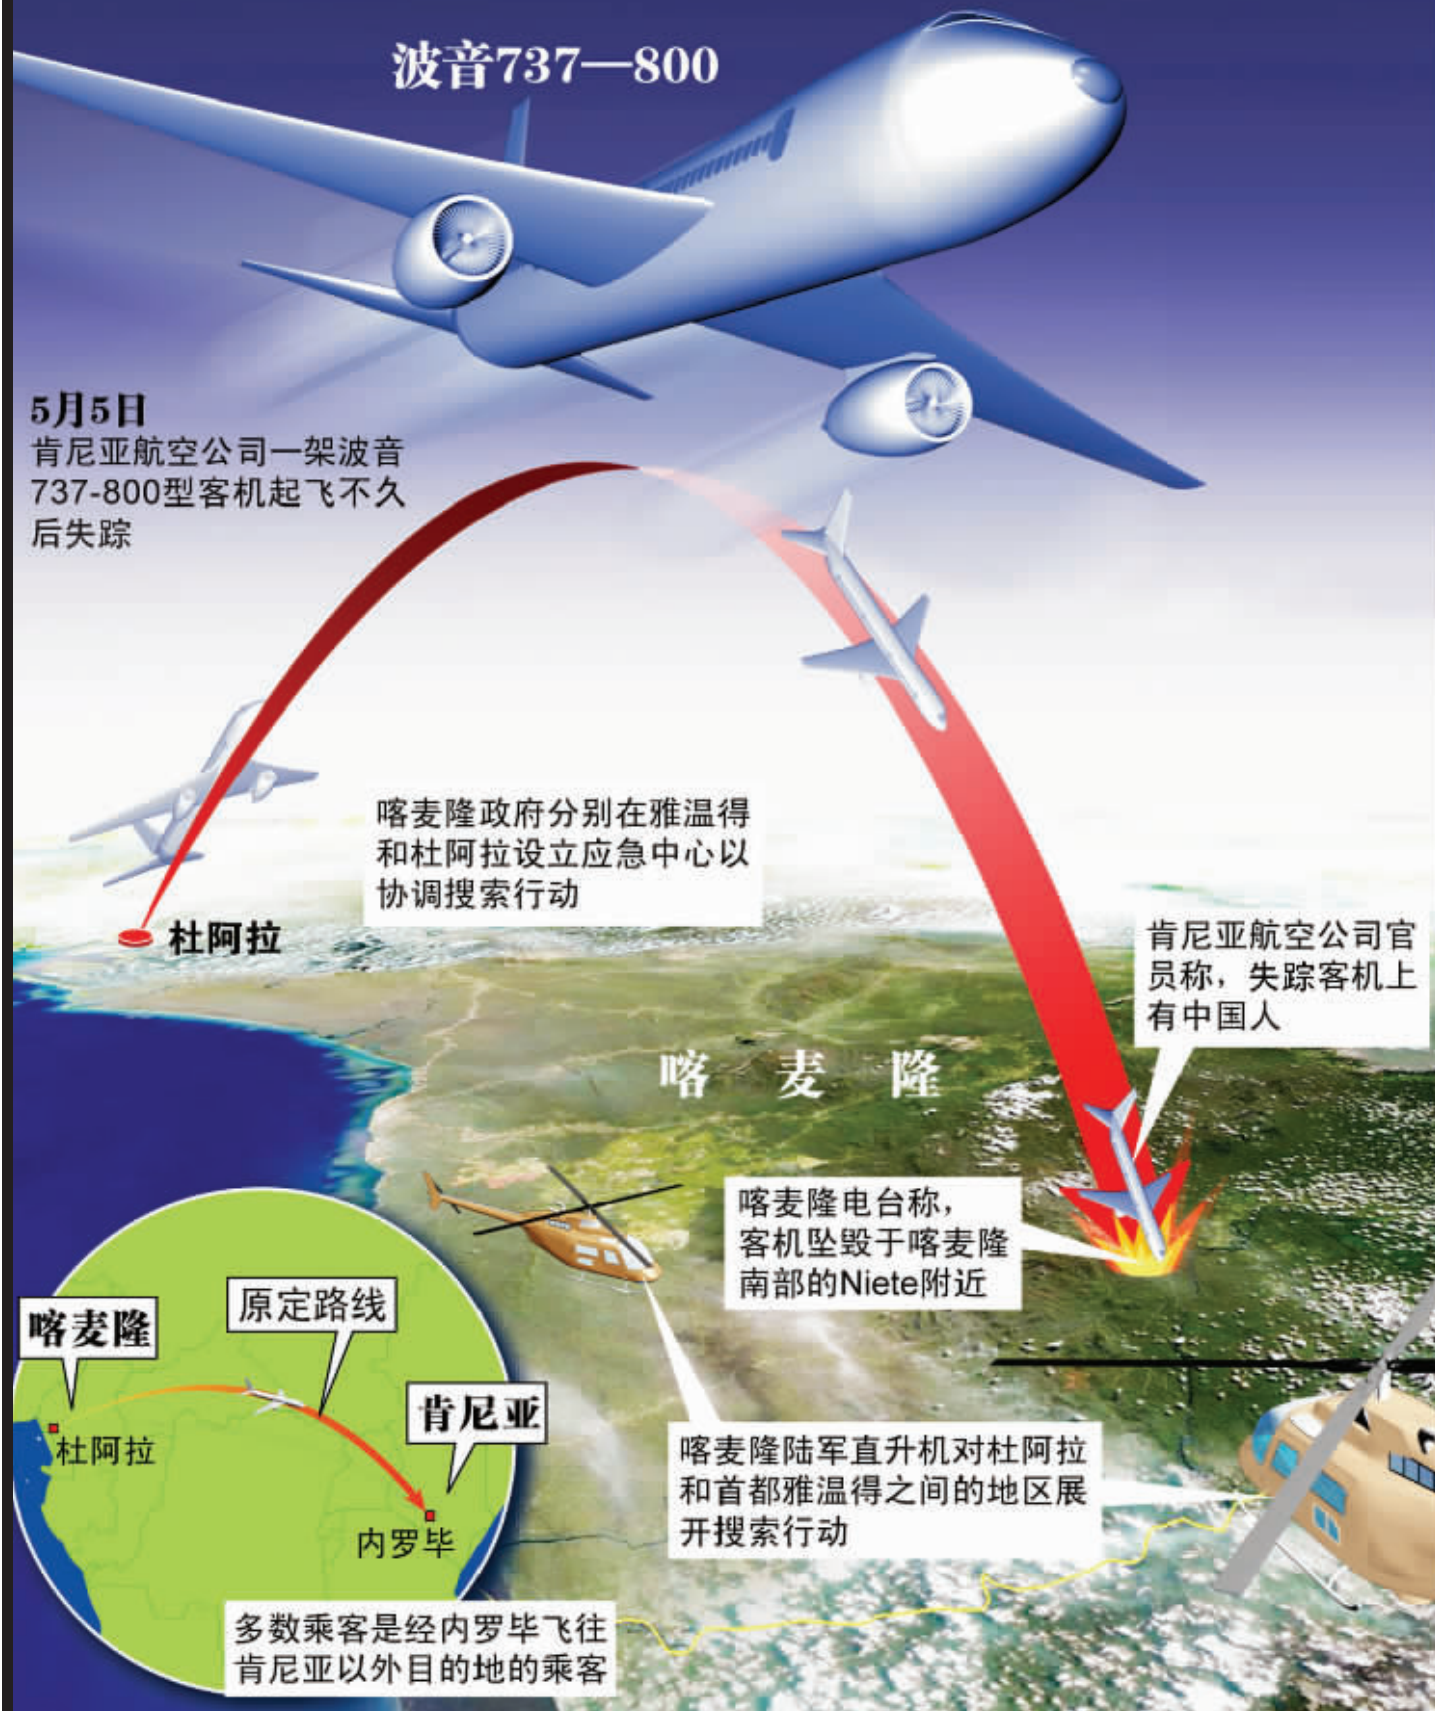 波音737—800
5月5日
肯尼亚航空公司一架波音
737-800型客机起飞不久
后失踪
喀麦隆政府分别在雅温得
和杜阿拉设立应急中心以
协调搜索行动
杜阿拉
肯尼亚航空公司官
员称，失踪客机上
有中国人
喀麦隆
喀麦隆电台称，
客机坠毁于喀麦隆
南部的Niete附近
喀麦隆
原定路线
肯尼亚
杜阿拉
内罗毕
喀麦隆陆军直升机对杜阿拉
和首都雅温得之间的地区展
开搜索行动
多数乘客是经内罗毕飞往
肯尼亚以外目的地的乘客